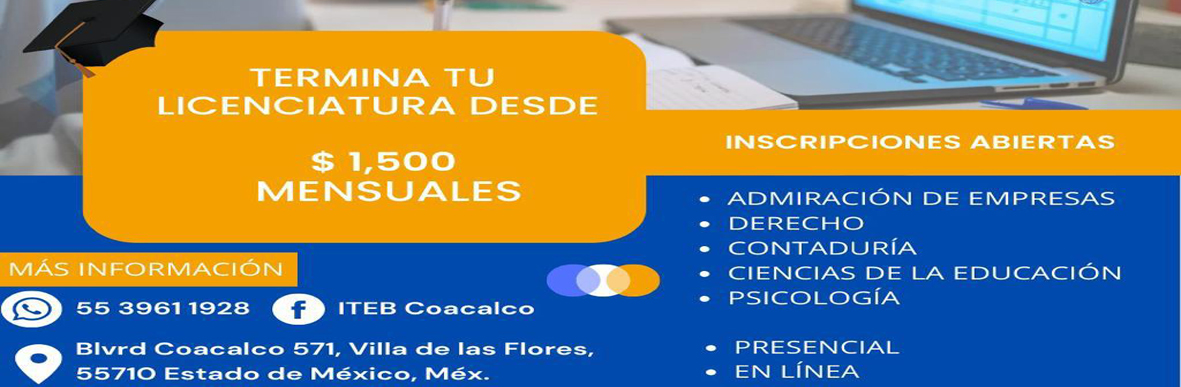 TERMINA TU
LICENCIATURA DESDE
$ 1,500
MENSUALES
INSCRIPCIONES ABIERTAS
• ADMIRACIÓN DE EMPRESAS
• DERECHO
• CONTADURÍA
• CIENCIAS DE LA EDUCACIÓN
• PSICOLOGÍA
• PRESENCIAL
• EN LÍNEA
MÁS INFORMACIÓN
55 3961 1928
ITEB Coacalco
Blvrd Coacalco 571, Villa de las Flores,
55710 Estado de México, Méx.